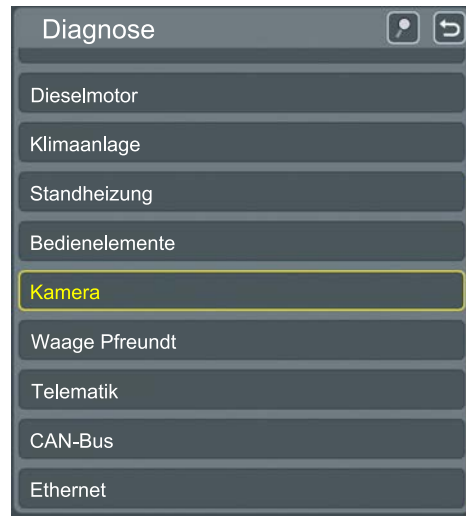 Diagnose
Dieselmotor
Klimaanlage
Standheizung
Bedienelemente
Kamera
Waage Pfreundt
Telematik
CAN-Bus
Ethernet